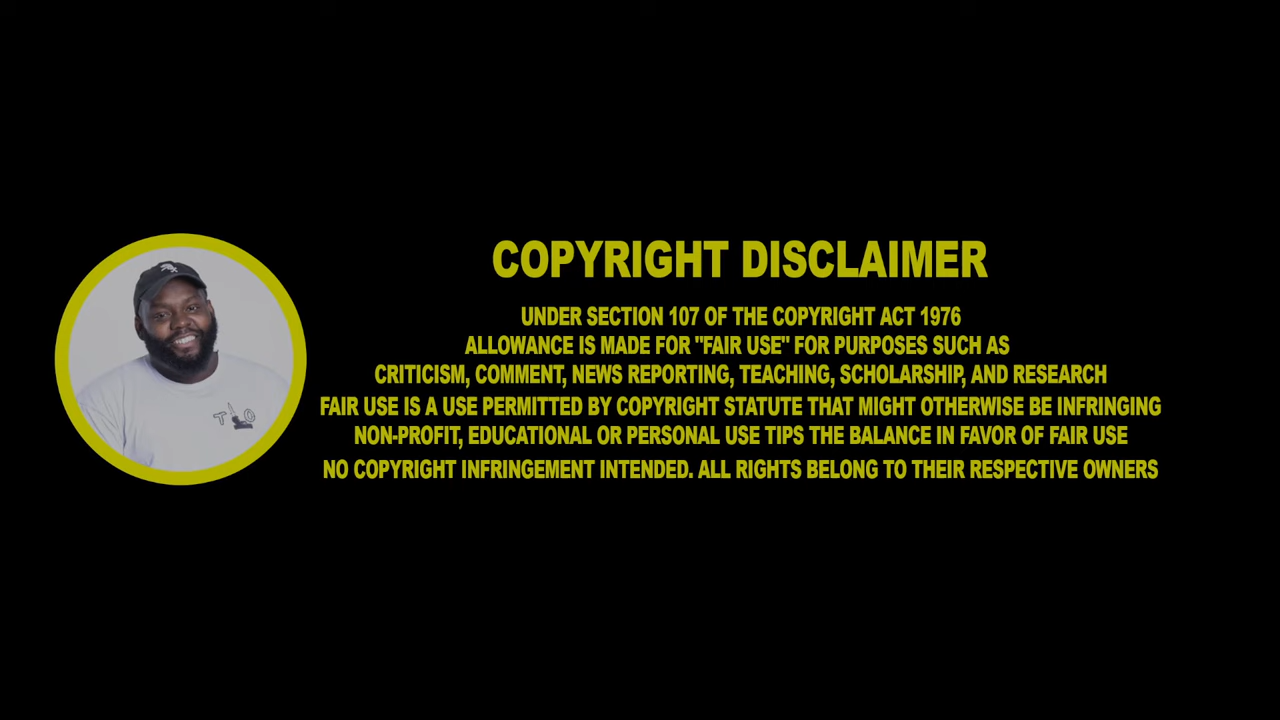 COPYRIGHT DISCLAIMER
UNDER SECTION 107 OF THE COPYRIGHT ACT 1976
ALLOWANCE IS MADE FOR "FAIR USE" FOR PURPOSES SUCH AS
CRITICISM, COMMENT, NEWS REPORTING, TEACHING, SCHOLARSHIP, AND RESEARCH
FAIR USE IS A USE PERMITTED BY COPYRIGHT STATUTE THAT MIGHT OTHERWISE BE INFRINGING
NON-PROFIT, EDUCATIONAL OR PERSONAL USE TIPS THE BALANCE IN FAVOR OF FAIR USE
NO COPYRIGHT INFRINGEMENT INTENDED. ALL RIGHTS BELONG TO THEIR RESPECTIVE OWNERS